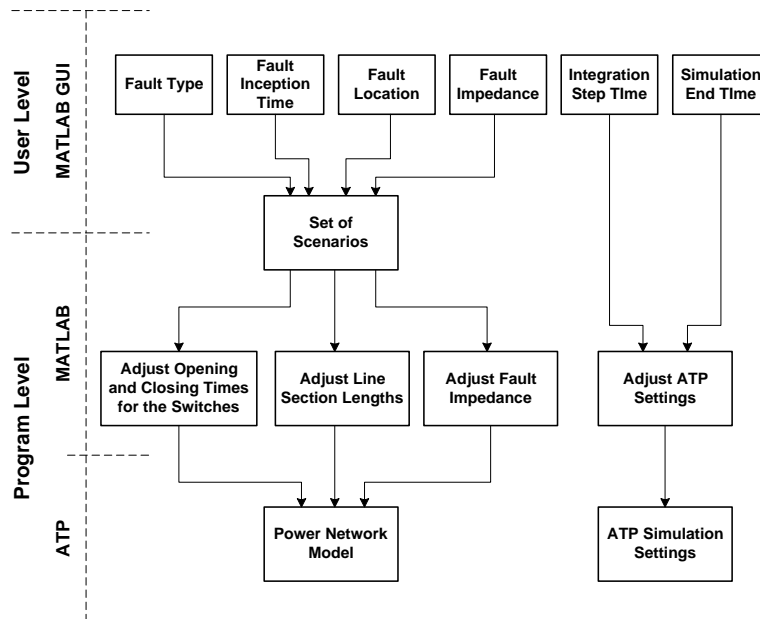 User Level
MATLAB GUI
Fault Type
Fault
Inception
Time
Fault
Location
Fault
Impedance
Integration
Step TIme
Simulation
End TIme
Set of
Scenarios
Program Level
MATLAB
Adjust Opening
and Closing Times
for the Switches
Adjust Line
Section Lengths
Adjust Fault
Impedance
Adjust ATP
Settings
ATP
Power Network
Model
ATP Simulation
Settings